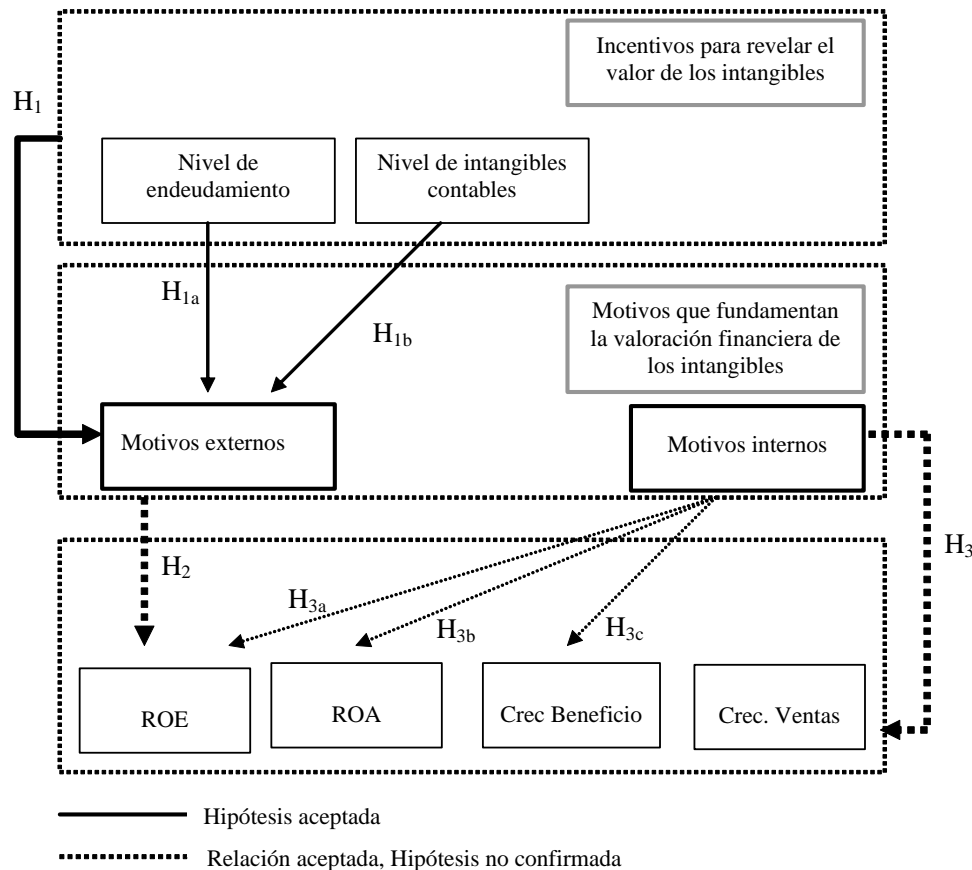 Incentivos para revelar el
valor de los intangibles
H1
Nivel de
endeudamiento
Nivel de intangibles
contables
H1a
H1b
Motivos que fundamentan
la valoración financiera de
los intangibles
Motivos externos
Motivos internos
H2
H3
H3a
H3b
H3c
ROE
ROA
Crec Beneficio
Crec. Ventas
Hipótesis aceptada
Relación aceptada, Hipótesis no confirmada